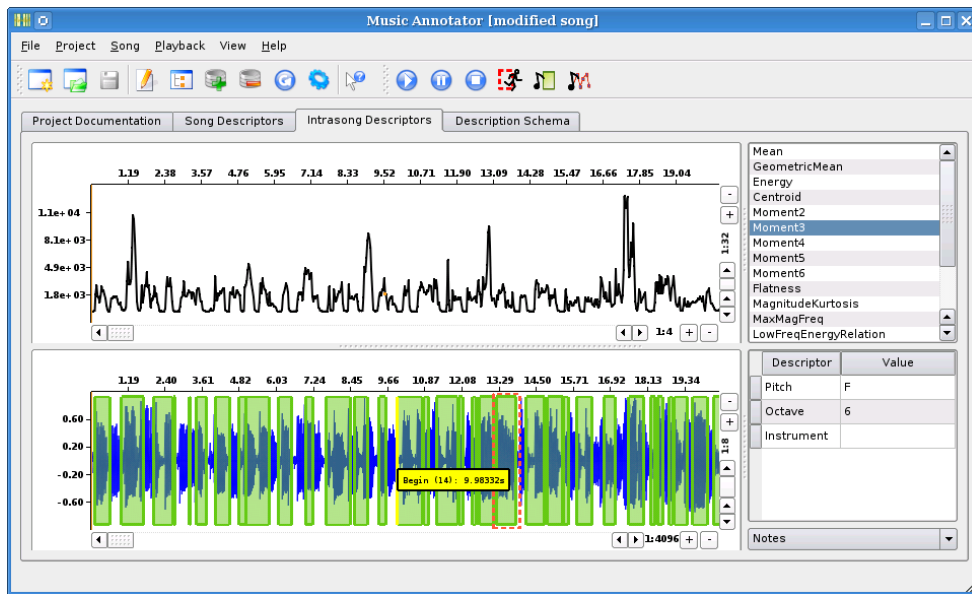 Music Annotator [modified song]
File Project Song Playback View Help
Project Documentation Song Descriptors Intrasong Descriptors Description Schema
1.19 2.38 3.57 4.76 5.95 7.14 8.33 9.52 10.71 11.90 13.09 14.28 15.47 16.66 17.85 19.04
1.1e+ 04
8.1e+ 03
4.9e+ 03
1.8e+ 03
-
+
1:32
1:4 + -
Mean
GeometricMean
Energy
Centroid
Moment2
Moment3
Moment4
Moment5
Moment6
Flatness
MagnitudeKurtosis
MaxMagFreq
LowFreqEnergyRelation
1.19 2.40 3.61 4.82 6.03 7.24 8.45 9.66 10.87 12.08 13.29 14.50 15.71 16.92 18.13 19.34
0.60
0.20
-0.20
-0.60
Begin (14): 9.98332s
-
+
1:8
1:4096 + -
Descriptor Value
Pitch F
Octave 6
Instrument
Notes